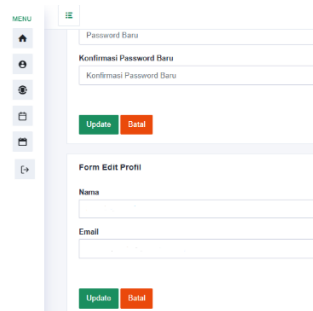 MENU
Password Baru
Konfirmasi Password Baru
Konfirmasi Password Baru
Update Batal
Form Edit Profil
Nama
Email
Update Batal